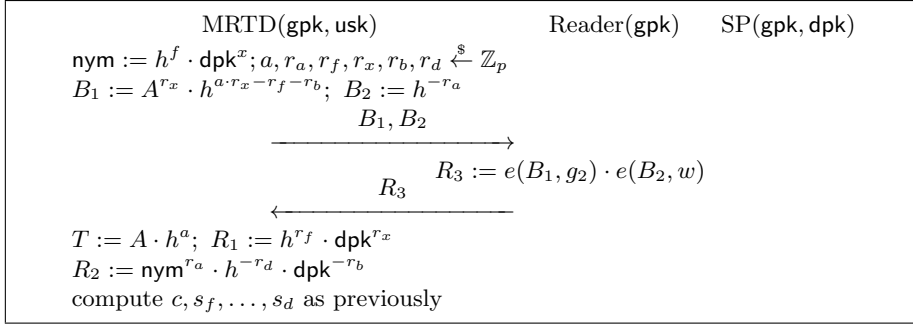 MRTD(gpk, usk) Reader(gpk) SP(gpk, dpk)
nym := h^f · dpk^x; a, r_a, r_f, r_x, r_b, r_d ←$ ℤ_p
B_1 := A^{r_x} · h^{a·r_x−r_f−r_b}; B_2 := h^{−r_a}
B_1, B_2
R_3 := e(B_1, g_2) · e(B_2, w)
R_3
T := A · h^a; R_1 := h^{r_f} · dpk^{r_x}
R_2 := nym^{r_a} · h^{−r_d} · dpk^{−r_b}
compute c, s_f, . . . , s_d as previously